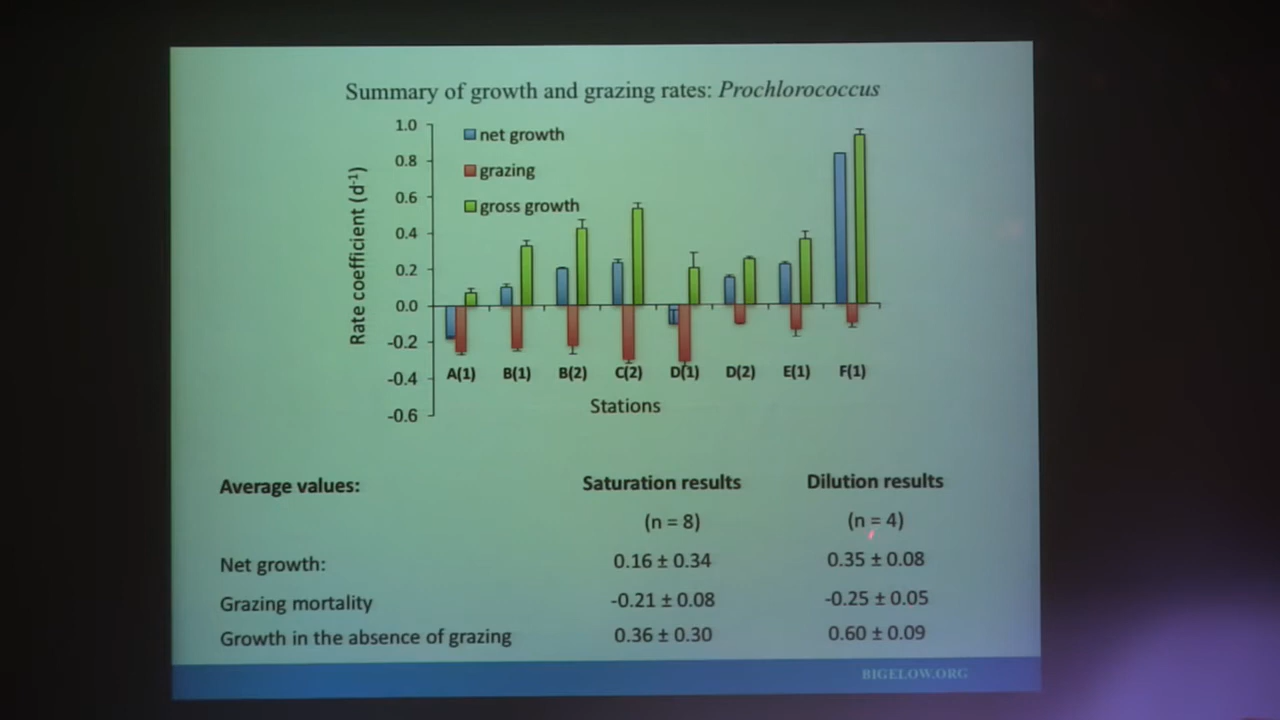 Summary of growth and grazing rates: Prochlorococcus
1.0
0.8
0.6
0.4
0.2
0.0
-0.2
-0.4
-0.6
Rate coefficient (d-1)
net growth
grazing
gross growth
A(1) B(1) B(2) C(2) D(1) D(2) E(1) F(1)
Stations
Average values: Saturation results Dilution results
(n = 8) (n = 4)
Net growth: 0.16 ± 0.34 0.35 ± 0.08
Grazing mortality -0.21 ± 0.08 -0.25 ± 0.05
Growth in the absence of grazing 0.36 ± 0.30 0.60 ± 0.09
BIGELOW.ORG